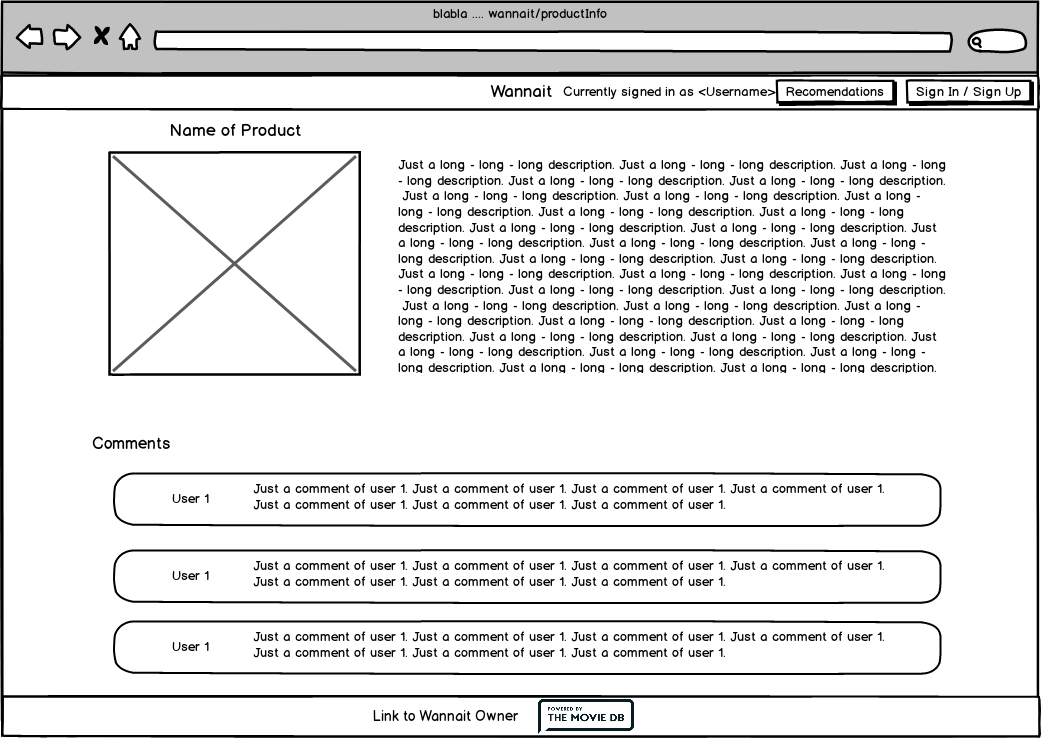 blabla .... wannait/productInfo
Wannait Currently signed in as <Username> Recomendations Sign In / Sign Up
Name of Product
Just a long - long - long description. Just a long - long - long description. Just a long - long
- long description. Just a long - long - long description. Just a long - long - long description.
Just a long - long - long description. Just a long - long - long description. Just a long -
long - long description. Just a long - long - long description. Just a long - long - long
description. Just a long - long - long description. Just a long - long - long description. Just
a long - long - long description. Just a long - long - long description. Just a long - long -
long description. Just a long - long - long description. Just a long - long - long description.
Just a long - long - long description. Just a long - long - long description. Just a long - long
- long description. Just a long - long - long description. Just a long - long - long description.
Just a long - long - long description. Just a long - long - long description. Just a long -
long - long description. Just a long - long - long description. Just a long - long - long
description. Just a long - long - long description. Just a long - long - long description. Just
a long - long - long description. Just a long - long - long description. Just a long - long -
long description. Just a long - long - long description. Just a long - long - long description.
Comments
User 1
Just a comment of user 1. Just a comment of user 1. Just a comment of user 1. Just a comment of user 1.
Just a comment of user 1. Just a comment of user 1. Just a comment of user 1.
User 1
Just a comment of user 1. Just a comment of user 1. Just a comment of user 1. Just a comment of user 1.
Just a comment of user 1. Just a comment of user 1. Just a comment of user 1.
User 1
Just a comment of user 1. Just a comment of user 1. Just a comment of user 1. Just a comment of user 1.
Just a comment of user 1. Just a comment of user 1. Just a comment of user 1.
Link to Wannait Owner
POWERED BY
THE MOVIE DB